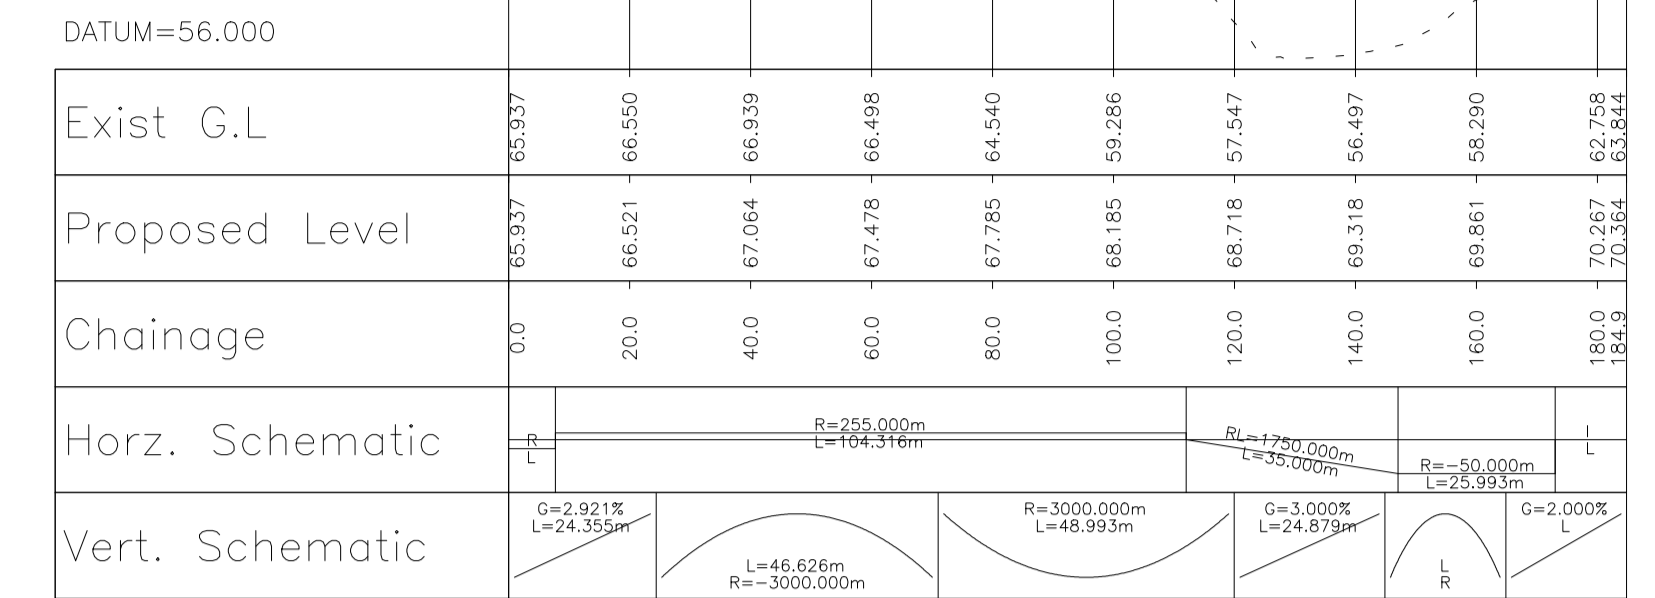 DATUM=56.000
Exist G.L
65.937 66.550 66.939 66.498 64.540 59.286 57.547 56.497 58.290 62.758 63.844
Proposed Level
65.937 66.521 67.064 67.478 67.785 68.185 68.718 69.318 69.861 70.267 70.364
Chainage
0.0 20.0 40.0 60.0 80.0 100.0 120.0 140.0 160.0 180.0 184.9
Horz. Schematic
R
L
R=255.000m
L=104.316m
RL=1750.000m
L=35.000m
R=-50.000m
L=25.993m
L
Vert. Schematic
G=2.921%
L=24.355m
L=46.626m
R=-3000.000m
R=3000.000m
L=48.993m
G=3.000%
L=24.879m
L
R
G=2.000%
L